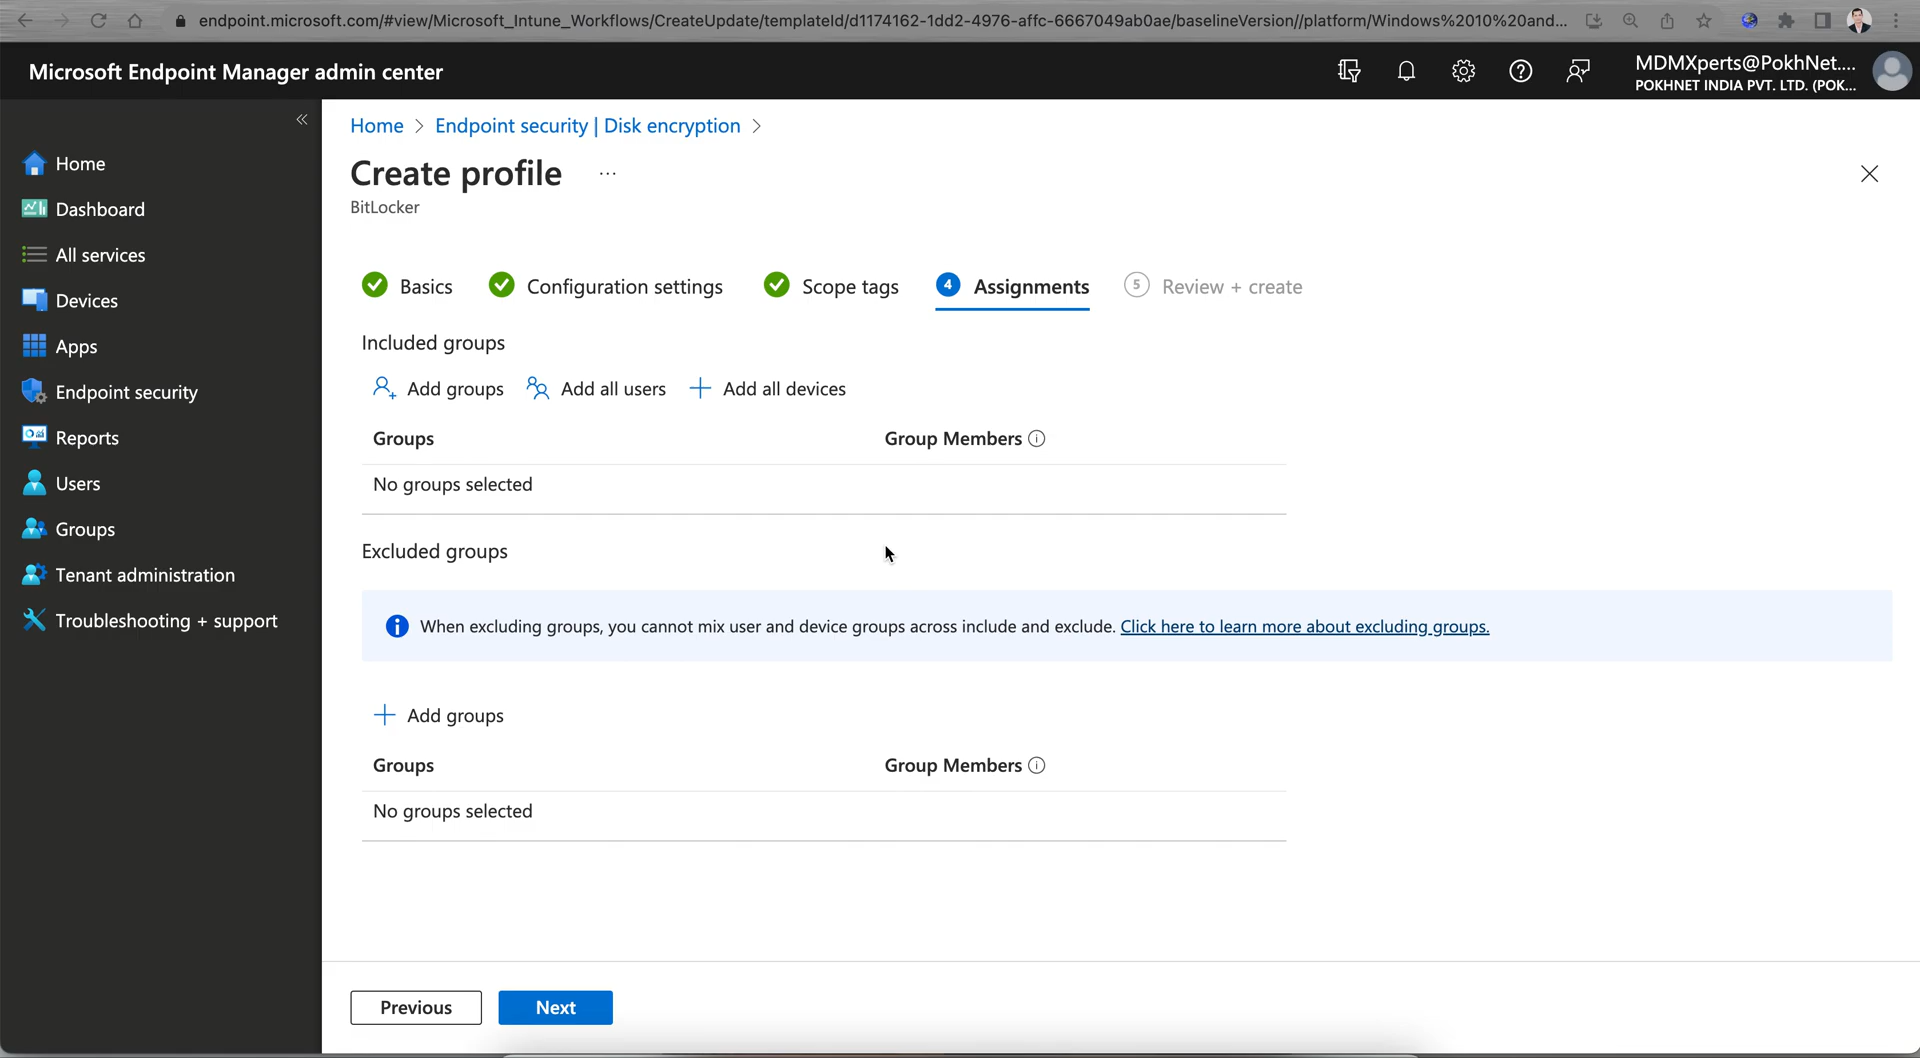 endpoint.microsoft.com/#view/Microsoft_Intune_Workflows/CreateUpdate/templateId/d1174162-1dd2-4976-affc-6667049ab0ae/baselineVersion//platform/Windows%2010%20and...
Microsoft Endpoint Manager admin center
MDMXperts@PokhNet....
POKHNET INDIA PVT. LTD. (POK...
Home
Dashboard
All services
Devices
Apps
Endpoint security
Reports
Users
Groups
Tenant administration
Troubleshooting + support
Home > Endpoint security | Disk encryption >
Create profile ...
BitLocker
Basics Configuration settings Scope tags 4 Assignments 5 Review + create
Included groups
Add groups Add all users Add all devices
Groups Group Members
No groups selected
Excluded groups
When excluding groups, you cannot mix user and device groups across include and exclude. Click here to learn more about excluding groups.
Add groups
Groups Group Members
No groups selected
Previous Next